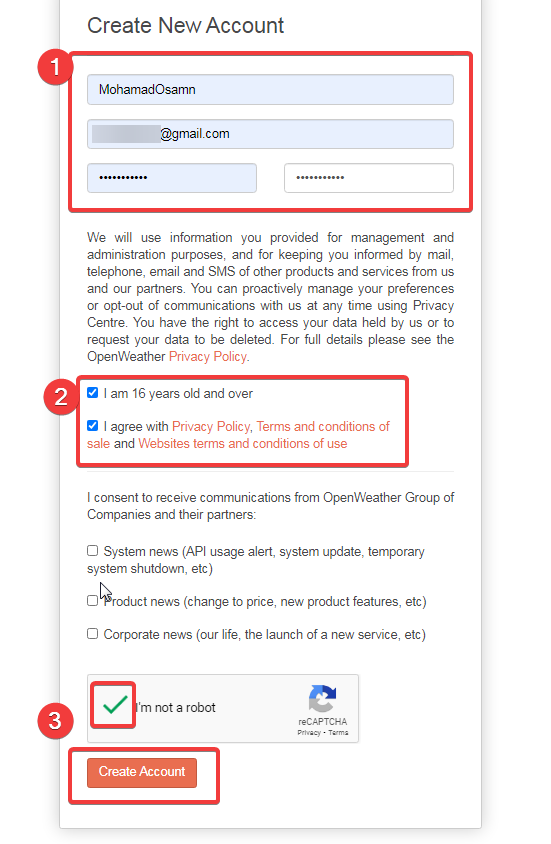 Create New Account
1
MohamadOsamn
@gmail.com
We will use information you provided for management and
administration purposes, and for keeping you informed by mail,
telephone, email and SMS of other products and services from us
and our partners. You can proactively manage your preferences
or opt-out of communications with us at any time using Privacy
Centre. You have the right to access your data held by us or to
request your data to be deleted. For full details please see the
OpenWeather Privacy Policy.
2
I am 16 years old and over
I agree with Privacy Policy, Terms and conditions of
sale and Websites terms and conditions of use
I consent to receive communications from OpenWeather Group of
Companies and their partners:
System news (API usage alert, system update, temporary
system shutdown, etc)
Product news (change to price, new product features, etc)
Corporate news (our life, the launch of a new service, etc)
3
I'm not a robot
reCAPTCHA
Privacy - Terms
Create Account